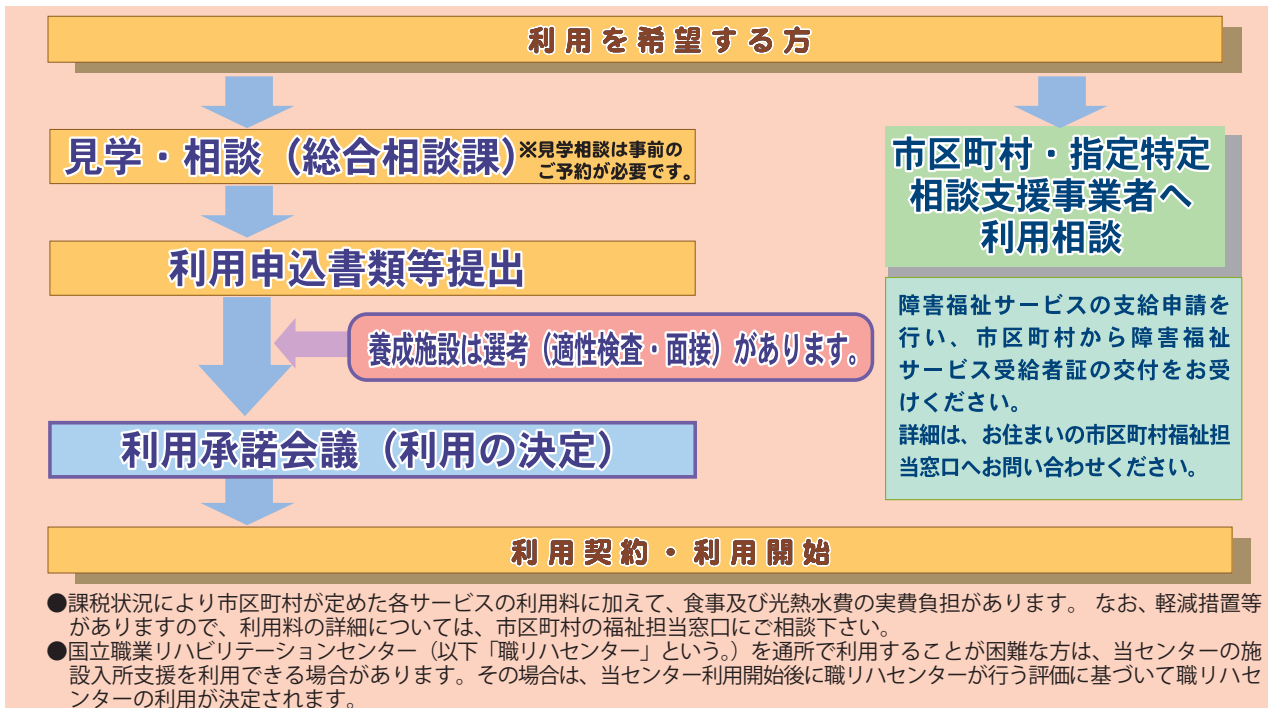 利用を希望する方
見学・相談（総合相談課）
※見学相談は事前の
ご予約が必要です。
利用申込書類等提出
養成施設は選考（適性検査・面接）があります。
利用承諾会議（利用の決定）
市区町村・指定特定
相談支援事業者へ
利用相談
障害福祉サービスの支給申請を
行い、市区町村から障害福祉
サービス受給者証の交付をお受
けください。
詳細は、お住まいの市区町村福祉担
当窓口へお問い合わせください。
利用契約・利用開始
●課税状況により市区町村が定めた各サービスの利用料に加えて、食事及び光熱水費の実費負担があります。 なお、軽減措置等
がありますので、利用料の詳細については、市区町村の福祉担当窓口にご相談下さい。
●国立職業リハビリテーションセンター（以下「職リハセンター」という。）を通所で利用することが困難な方は、当センターの施
設入所支援を利用できる場合があります。その場合は、当センター利用開始後に職リハセンターが行う評価に基づいて職リハセ
ンターの利用が決定されます。